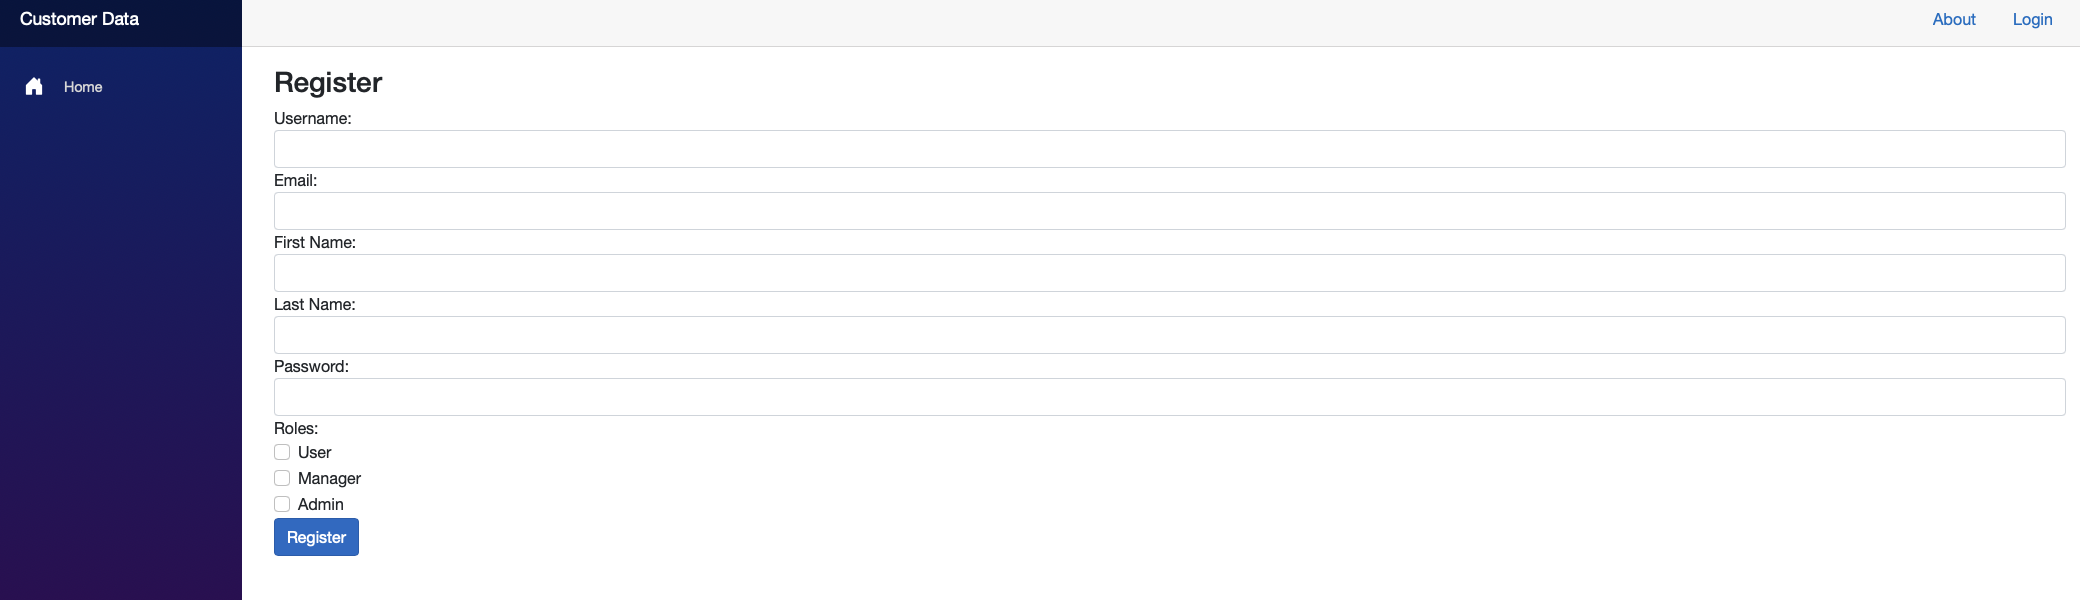 Customer Data
About
Login
Home
Register
Username:
Email:
First Name:
Last Name:
Password:
Roles:
User
Manager
Admin
Register